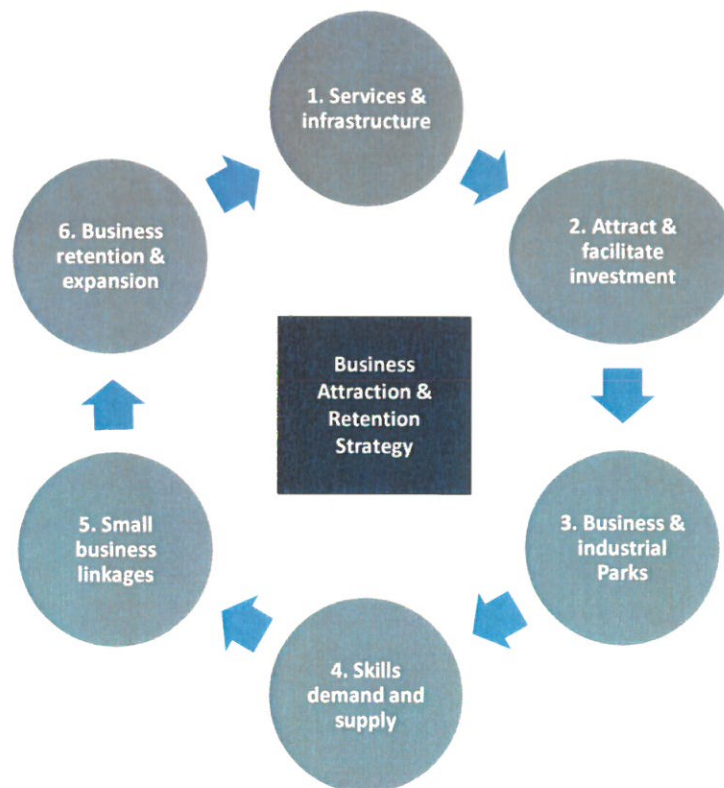 1. Services &
infrastructure
2. Attract &
facilitate
investment
3. Business &
industrial
Parks
4. Skills
demand and
supply
5. Small
business
linkages
6. Business
retention &
expansion
Business
Attraction &
Retention
Strategy